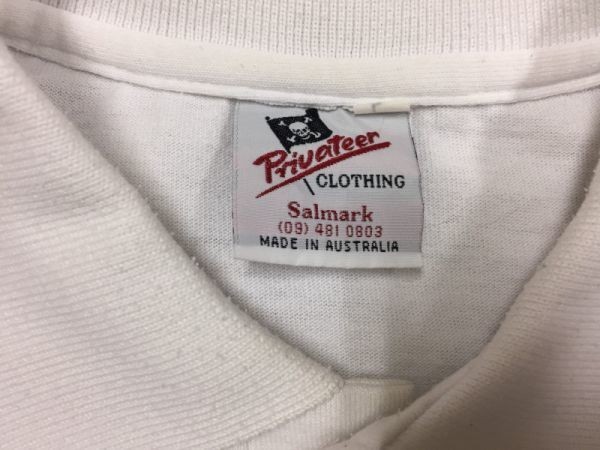 Privateer
CLOTHING
Salmark
(09) 481 0803
MADE IN AUSTRALIA